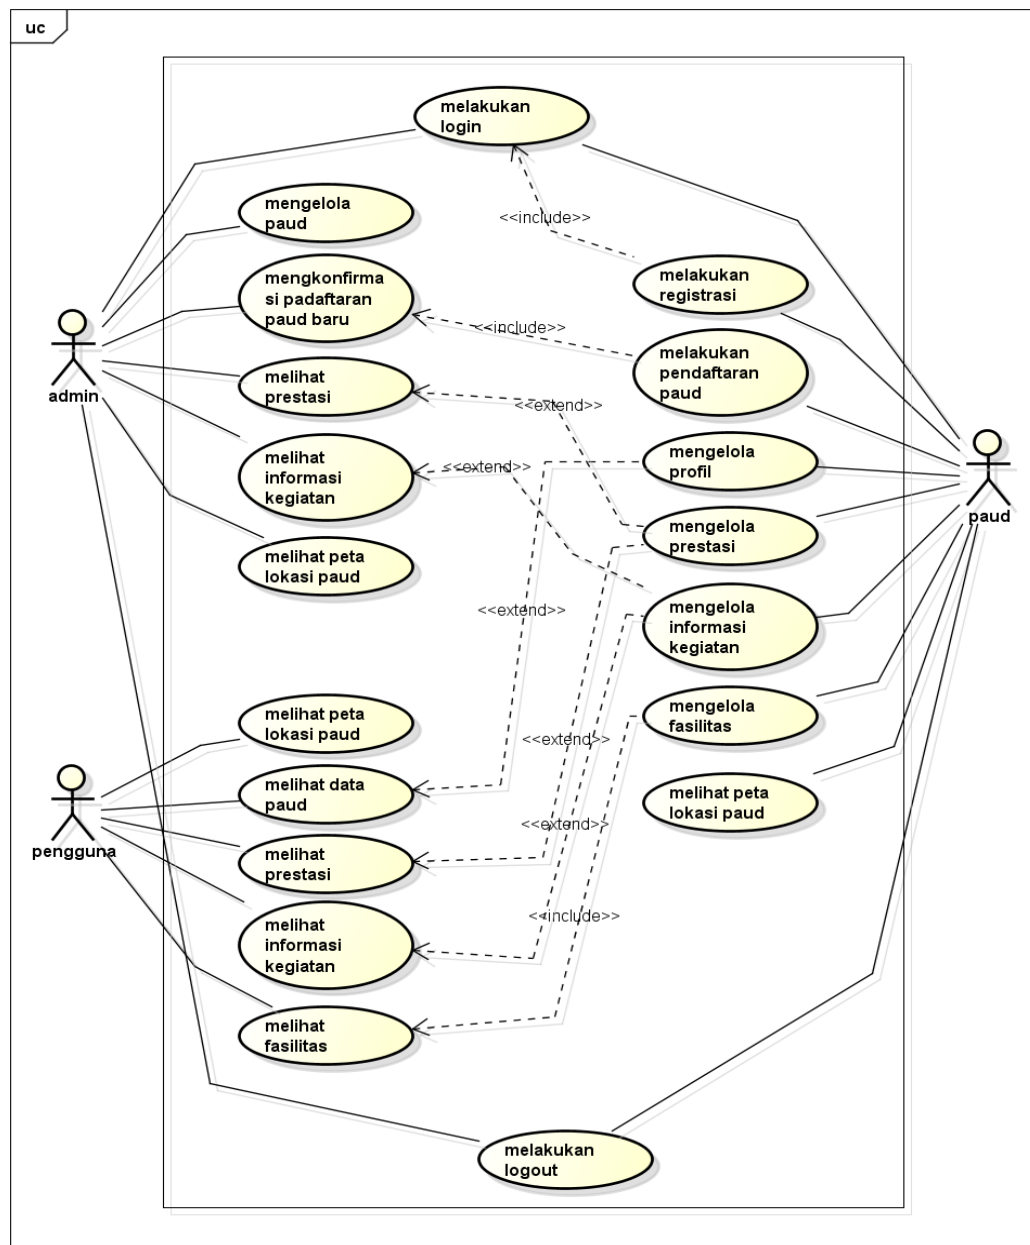 uc
melakukan
login
mengelola
paud
<<include>>
mengkonfirma
si padaftaran
paud baru
melakukan
registrasi
<<include>>
melakukan
pendaftaran
paud
admin
melihat
prestasi
<<extend>>
mengelola
profil
melihat
informasi
kegiatan
<<extend>>
mengelola
prestasi
paud
melihat peta
lokasi paud
<<extend>>
mengelola
informasi
kegiatan
melihat peta
lokasi paud
mengelola
fasilitas
<<extend>>
melihat data
paud
melihat peta
lokasi paud
<<extend>>
pengguna
melihat
prestasi
<<include>>
melihat
informasi
kegiatan
melihat
fasilitas
melakukan
logout